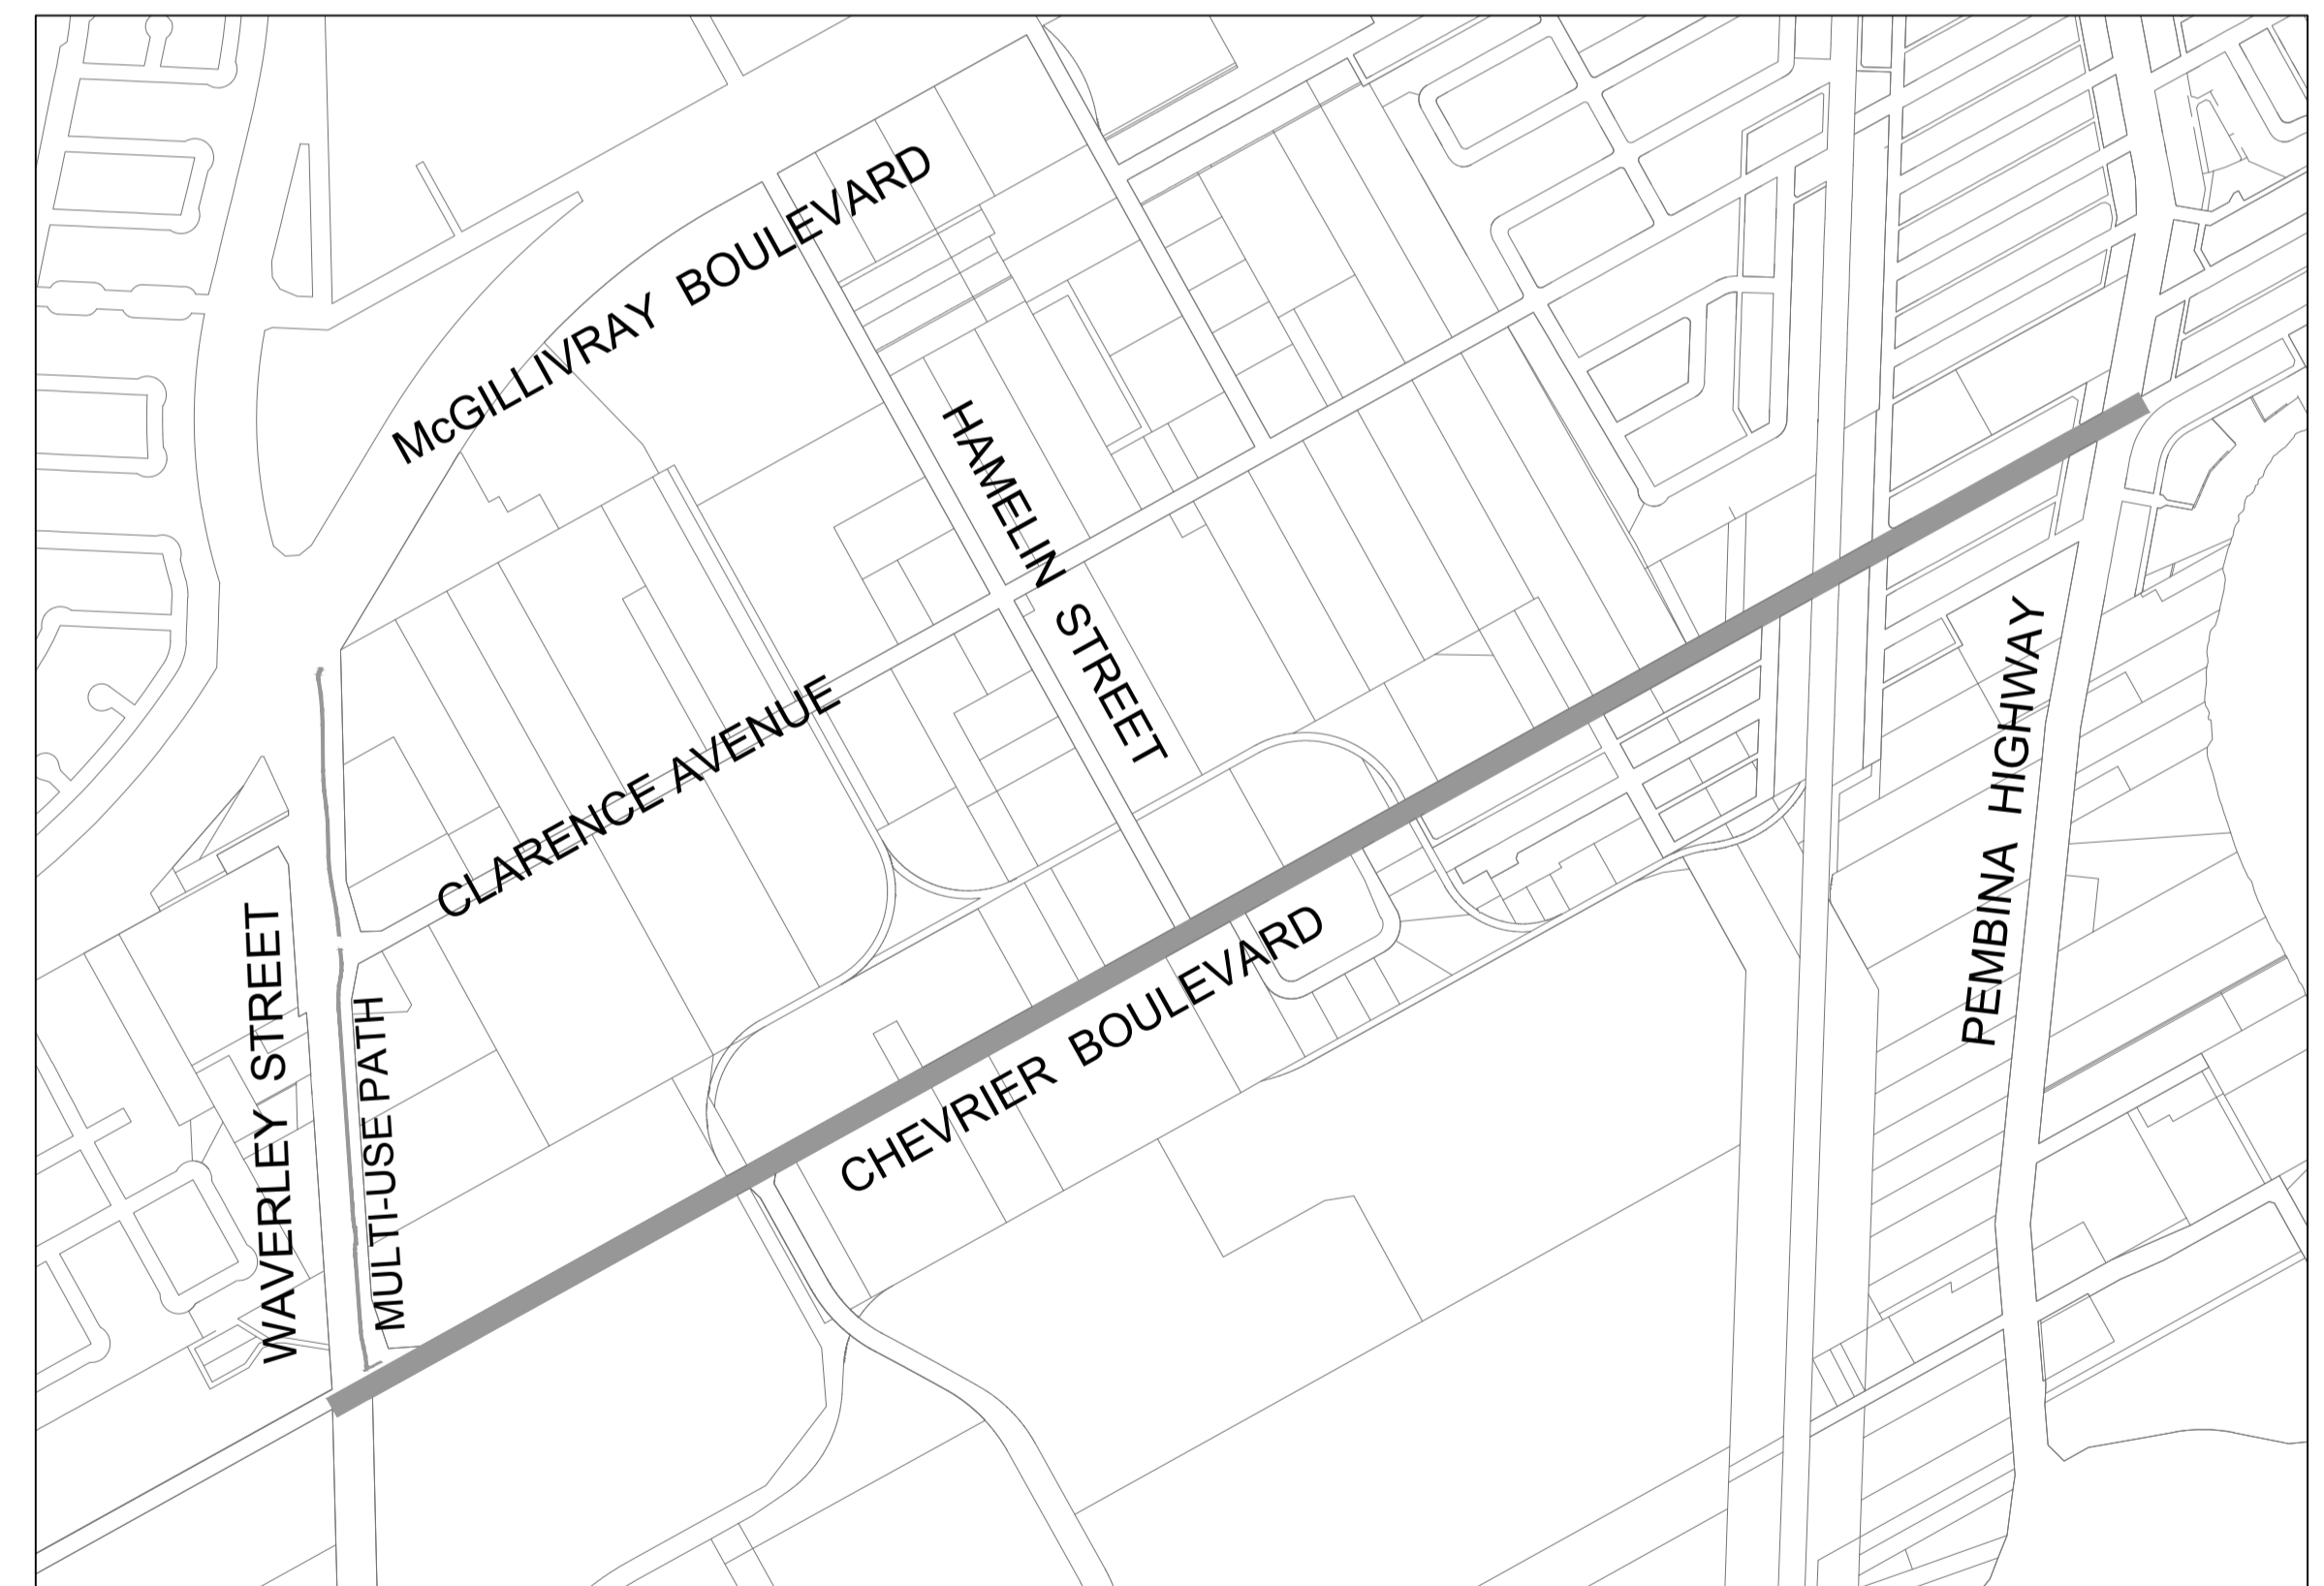 McGILLIVRAY BOULEVARD
HAMELIN STREET
CLARENCE AVENUE
WAVERLEY STREET
MULTI-USE PATH
CHEVRIER BOULEVARD
PEMBINA HIGHWAY